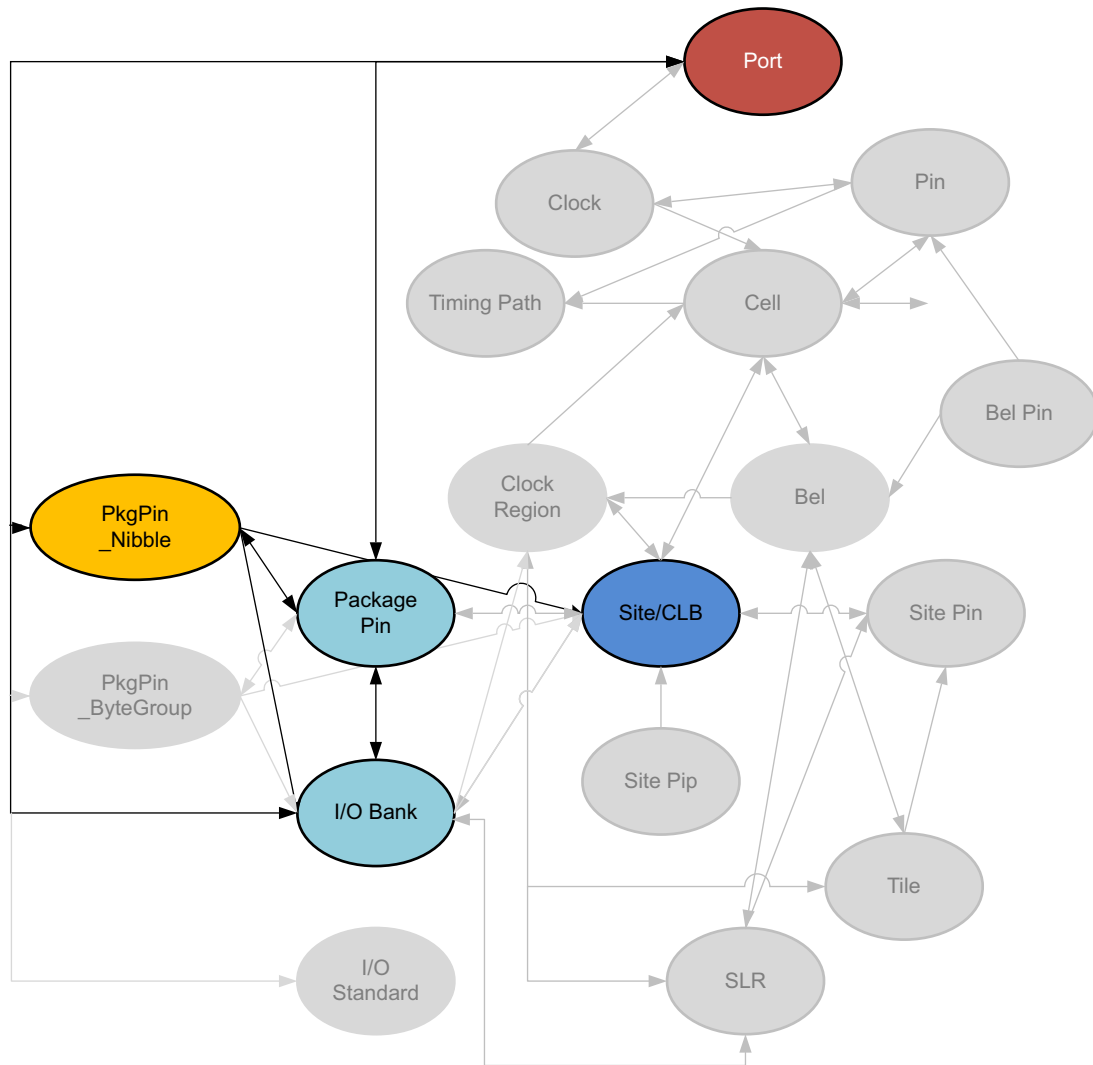 Port
Pin
Clock
Timing Path
Cell
Bel Pin
Clock
Region
Bel
PkgPin
_Nibble
Package
Pin
Site/CLB
Site Pin
PkgPin
_ByteGroup
Site Pip
I/O Bank
Tile
I/O
Standard
SLR